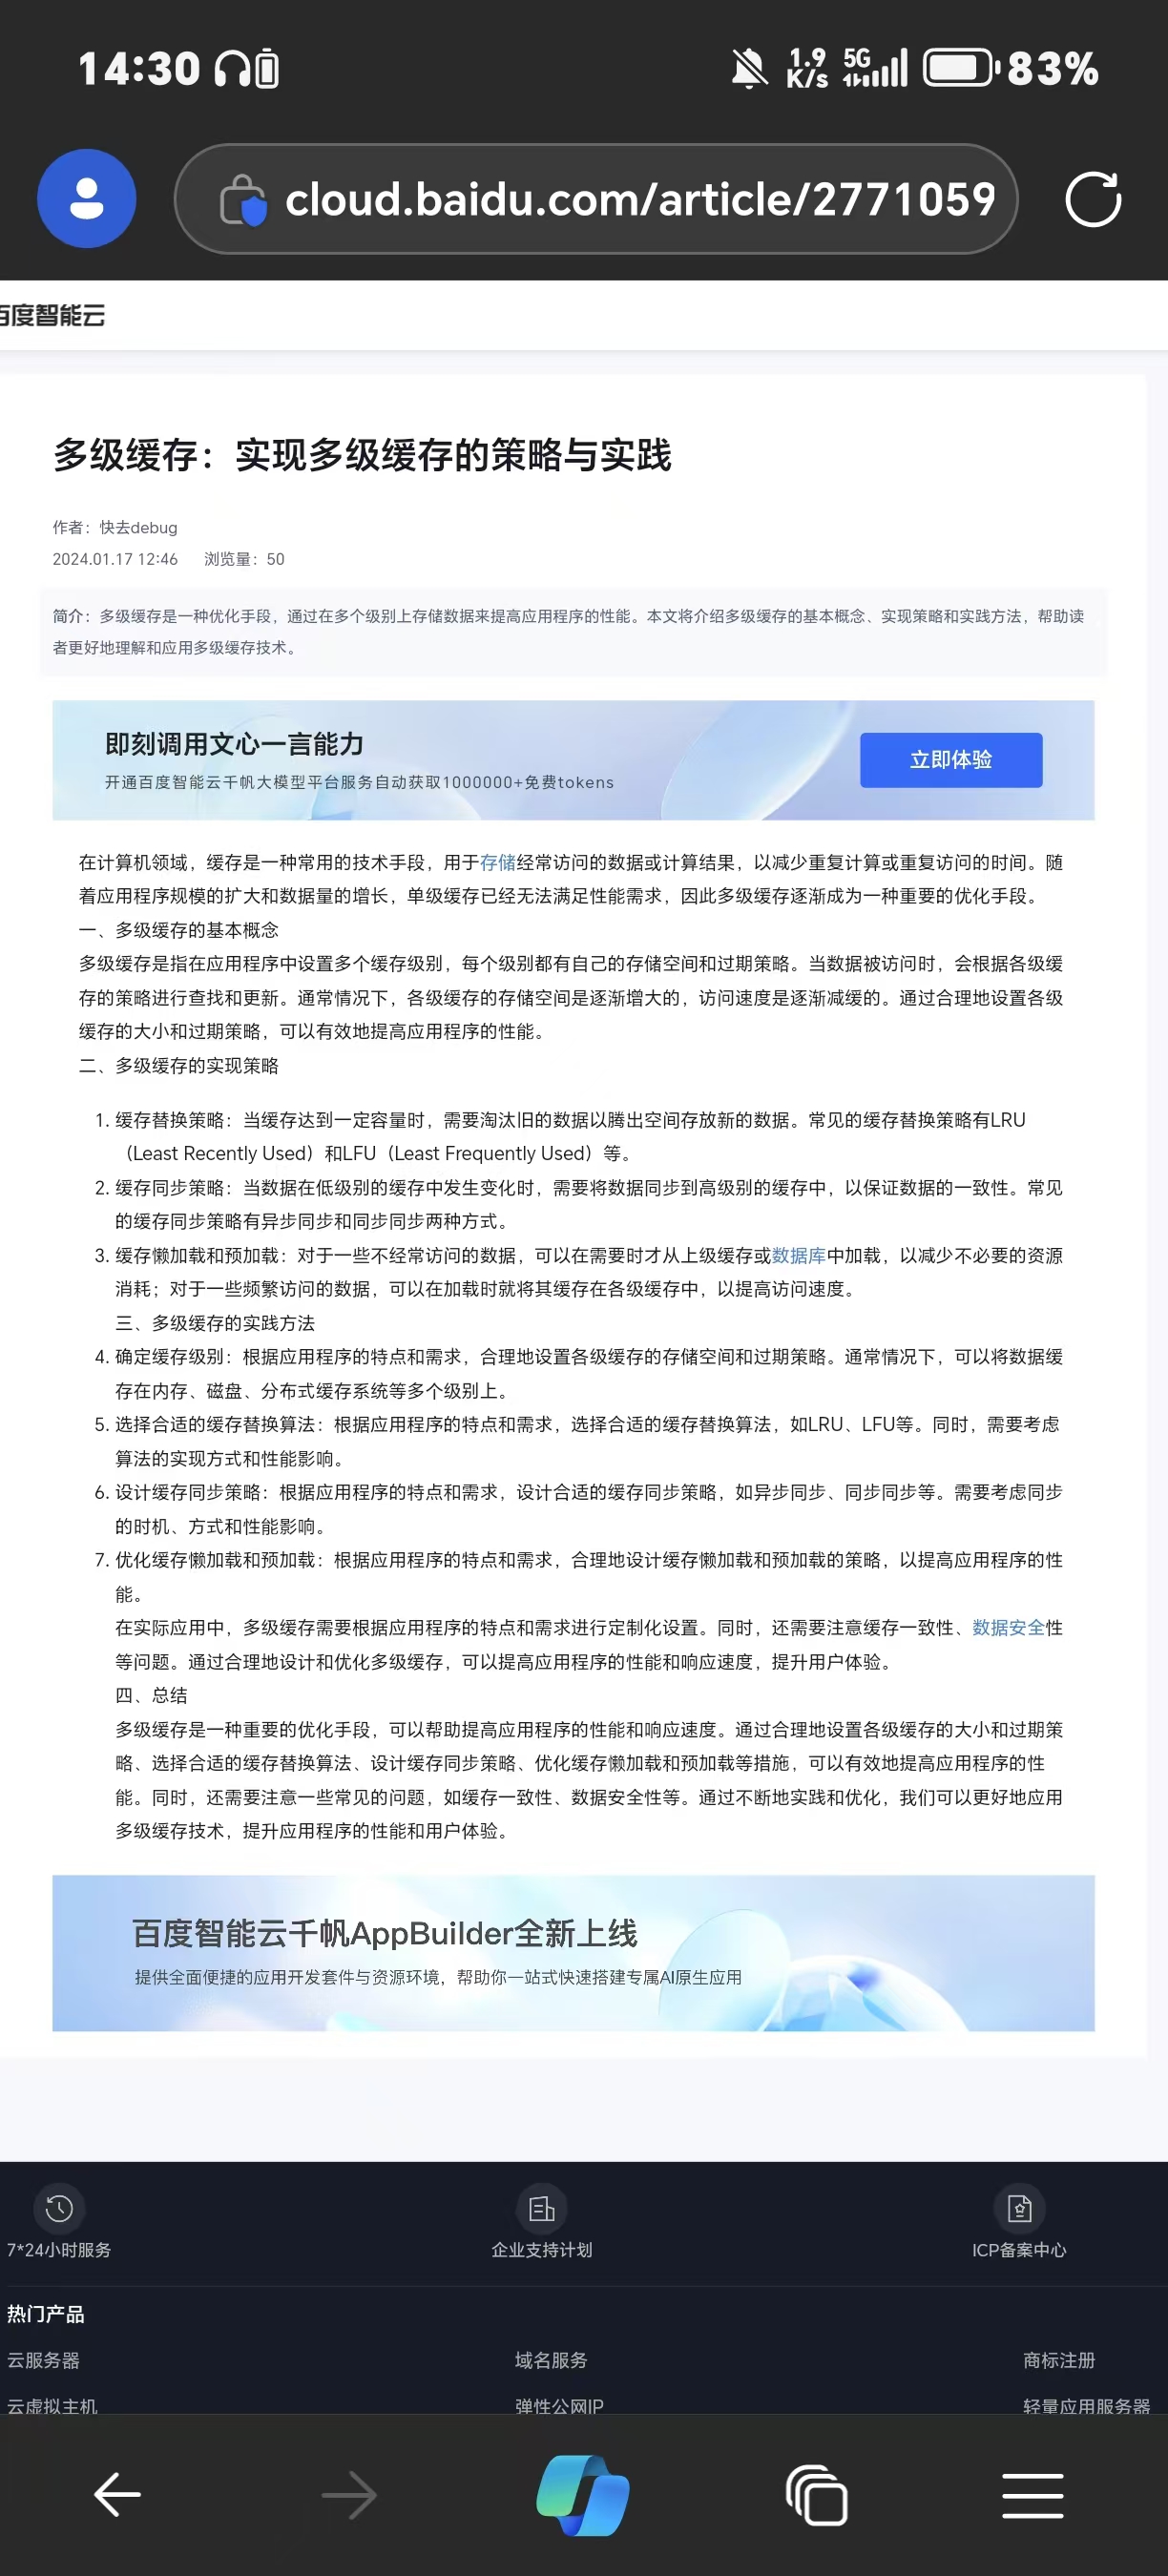 14:30
1.9 K/s 5G 83%
cloud.baidu.com/article/2771059
百度智能云
多级缓存：实现多级缓存的策略与实践
作者：快去debug
2024.01.17 12:46 浏览量：50
简介：多级缓存是一种优化手段，通过在多个级别上存储数据来提高应用程序的性能。本文将介绍多级缓存的基本概念、实现策略和实践方法，帮助读
者更好地理解和应用多级缓存技术。
即刻调用文心一言能力
开通百度智能云千帆大模型平台服务自动获取1000000+免费tokens
立即体验
在计算机领域，缓存是一种常用的技术手段，用于存储经常访问的数据或计算结果，以减少重复计算或重复访问的时间。随
着应用程序规模的扩大和数据量的增长，单级缓存已经无法满足性能需求，因此多级缓存逐渐成为一种重要的优化手段。
一、多级缓存的基本概念
多级缓存是指在应用程序中设置多个缓存级别，每个级别都有自己的存储空间和过期策略。当数据被访问时，会根据各级缓
存的策略进行查找和更新。通常情况下，各级缓存的存储空间是逐渐增大的，访问速度是逐渐减缓的。通过合理地设置各级
缓存的大小和过期策略，可以有效地提高应用程序的性能。
二、多级缓存的实现策略
1. 缓存替换策略：当缓存达到一定容量时，需要淘汰旧的数据以腾出空间存放新的数据。常见的缓存替换策略有LRU
（Least Recently Used）和LFU（Least Frequently Used）等。
2. 缓存同步策略：当数据在低级别的缓存中发生变化时，需要将数据同步到高级别的缓存中，以保证数据的一致性。常见
的缓存同步策略有异步同步和同步同步两种方式。
3. 缓存懒加载和预加载：对于一些不经常访问的数据，可以在需要时才从上级缓存或数据库中加载，以减少不必要的资源
消耗；对于一些频繁访问的数据，可以在加载时就将其缓存在各级缓存中，以提高访问速度。
三、多级缓存的实践方法
4. 确定缓存级别：根据应用程序的特点和需求，合理地设置各级缓存的存储空间和过期策略。通常情况下，可以将数据缓
存在内存、磁盘、分布式缓存系统等多个级别上。
5. 选择合适的缓存替换算法：根据应用程序的特点和需求，选择合适的缓存替换算法，如LRU、LFU等。同时，需要考虑
算法的实现方式和性能影响。
6. 设计缓存同步策略：根据应用程序的特点和需求，设计合适的缓存同步策略，如异步同步、同步同步等。需要考虑同步
的时机、方式和性能影响。
7. 优化缓存懒加载和预加载：根据应用程序的特点和需求，合理地设计缓存懒加载和预加载的策略，以提高应用程序的性
能。
在实际应用中，多级缓存需要根据应用程序的特点和需求进行定制化设置。同时，还需要注意缓存一致性、数据安全性
等问题。通过合理地设计和优化多级缓存，可以提高应用程序的性能和响应速度，提升用户体验。
四、总结
多级缓存是一种重要的优化手段，可以帮助提高应用程序的性能和响应速度。通过合理地设置各级缓存的大小和过期策
略、选择合适的缓存替换算法、设计缓存同步策略、优化缓存懒加载和预加载等措施，可以有效地提高应用程序的性
能。同时，还需要注意一些常见的问题，如缓存一致性、数据安全性等。通过不断地实践和优化，我们可以更好地应用
多级缓存技术，提升应用程序的性能和用户体验。
百度智能云千帆AppBuilder全新上线
提供全面便捷的应用开发套件与资源环境，帮助你一站式快速搭建专属AI原生应用
7*24小时服务 企业支持计划 ICP备案中心
热门产品
云服务器 域名服务 商标注册
云虚拟主机 弹性公网IP 轻量应用服务器